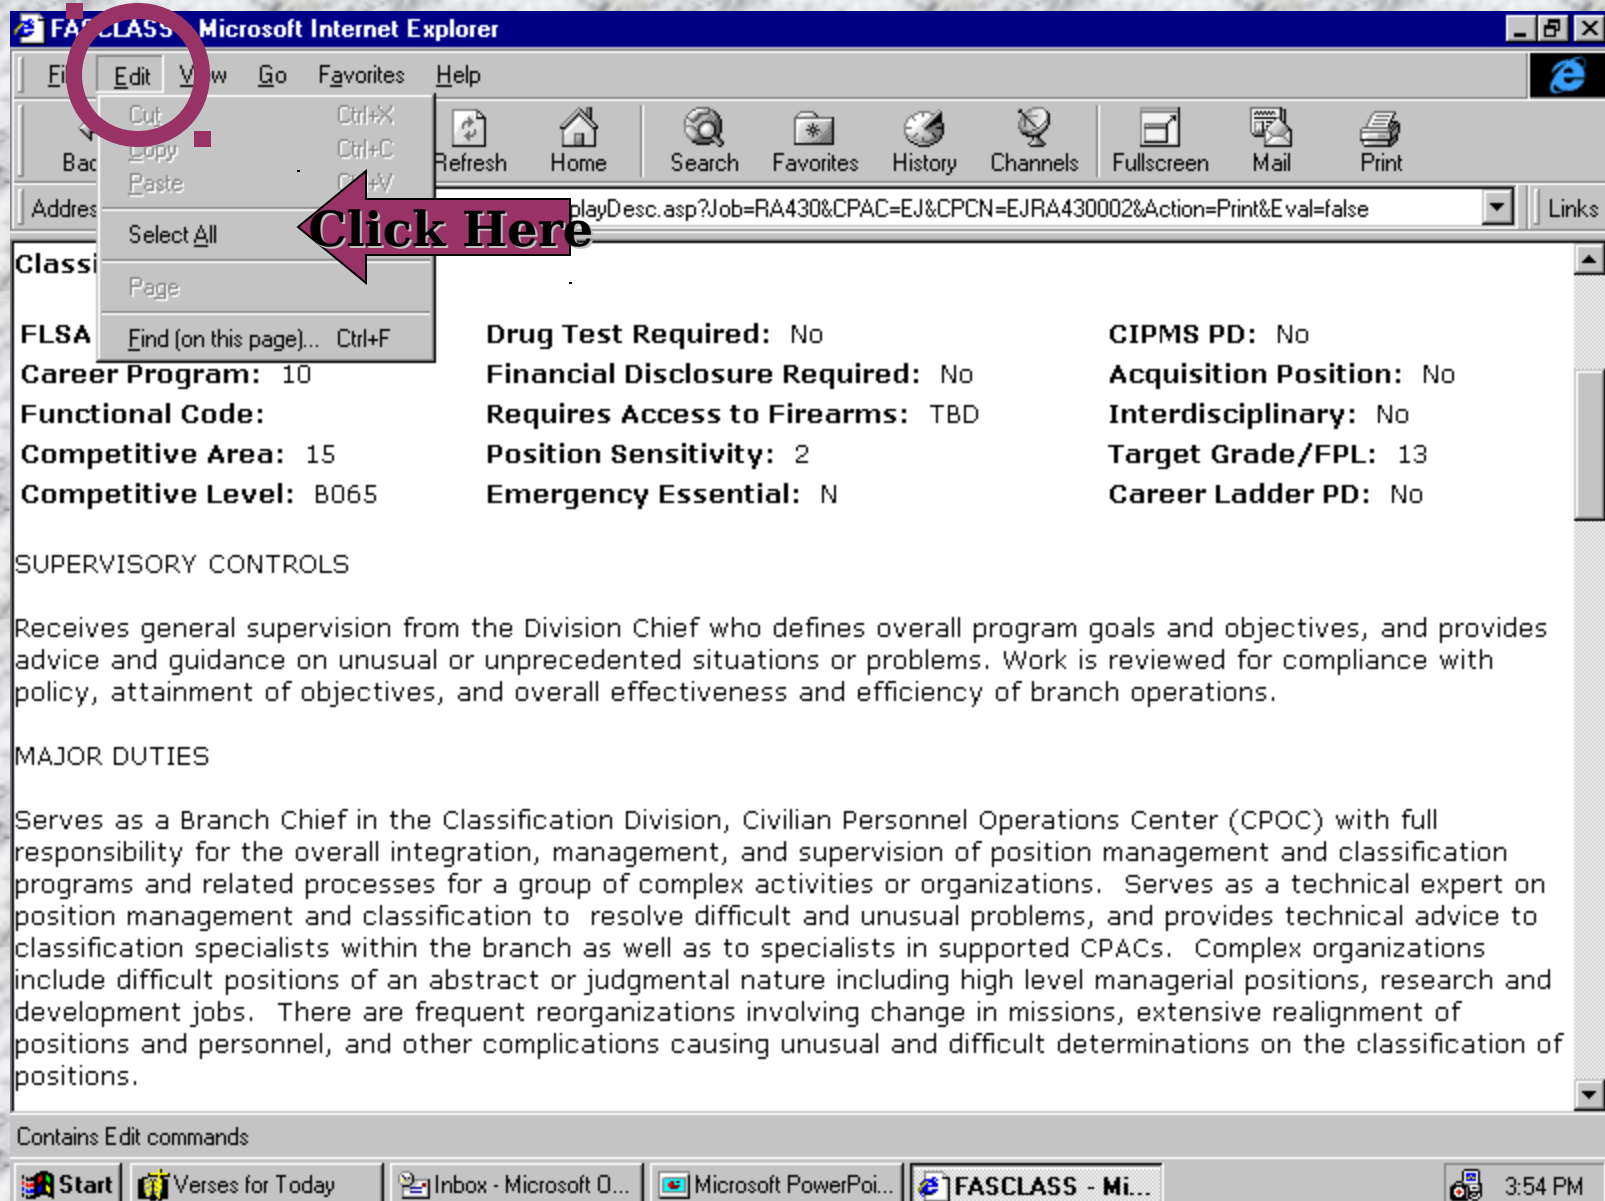 FASCLASS - Microsoft Internet Explorer
Edit View Go Favorites Help
Cut Ctrl+X
Copy Ctrl+C
Paste Ctrl+V
Select All
Page
Find (on this page)... Ctrl+F
Refresh Home Search Favorites History Channels Fullscreen Mail Print
playDesc.asp?Job=RA430&CPAC=EJ&CPCN=EJRA430002&Action=Print&Eval=false Links
Click Here
FLSA Drug Test Required: No CIPMS PD: No
Career Program: 10 Financial Disclosure Required: No Acquisition Position: No
Functional Code: Requires Access to Firearms: TBD Interdisciplinary: No
Competitive Area: 15 Position Sensitivity: 2 Target Grade/FPL: 13
Competitive Level: B065 Emergency Essential: N Career Ladder PD: No
SUPERVISORY CONTROLS
Receives general supervision from the Division Chief who defines overall program goals and objectives, and provides
advice and guidance on unusual or unprecedented situations or problems. Work is reviewed for compliance with
policy, attainment of objectives, and overall effectiveness and efficiency of branch operations.
MAJOR DUTIES
Serves as a Branch Chief in the Classification Division, Civilian Personnel Operations Center (CPOC) with full
responsibility for the overall integration, management, and supervision of position management and classification
programs and related processes for a group of complex activities or organizations.  Serves as a technical expert on
position management and classification to  resolve difficult and unusual problems, and provides technical advice to
classification specialists within the branch as well as to specialists in supported CPACs.  Complex organizations
include difficult positions of an abstract or judgmental nature including high level managerial positions, research and
development jobs.  There are frequent reorganizations involving change in missions, extensive realignment of
positions and personnel, and other complications causing unusual and difficult determinations on the classification of
positions.
Contains Edit commands
Start Verses for Today Inbox - Microsoft O... Microsoft PowerPoi... FASCLASS - Mi... 3:54 PM